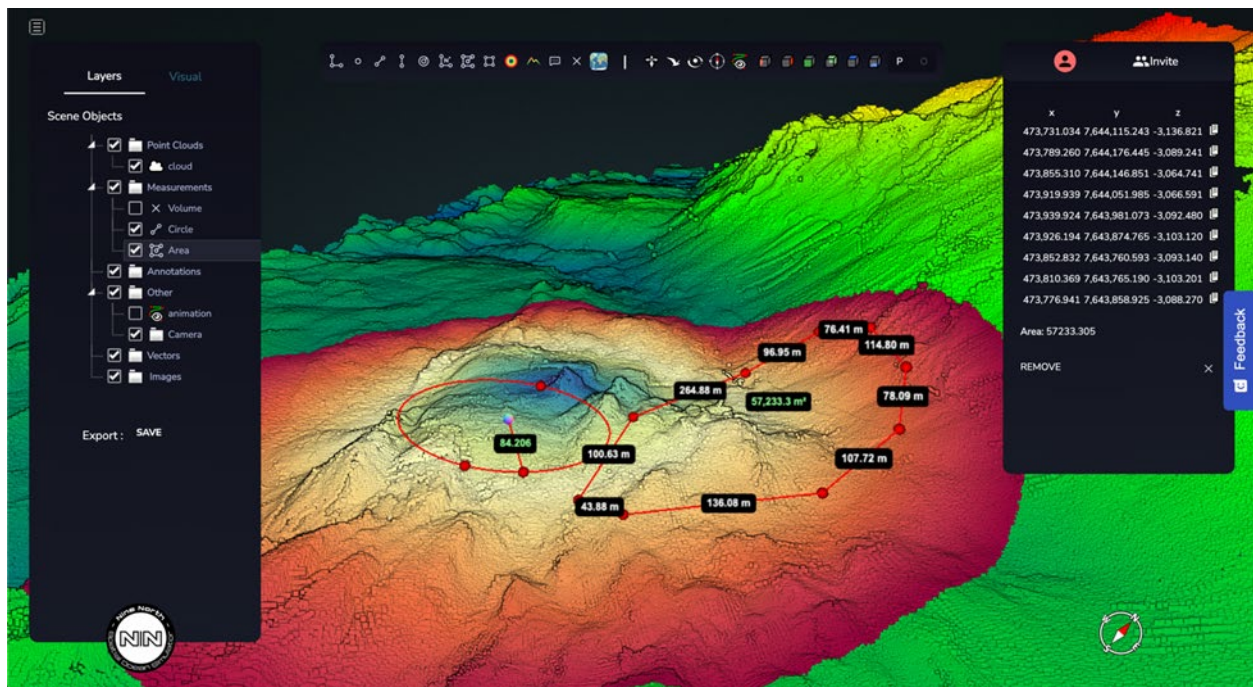 Layers Visual
Scene Objects
Point Clouds
cloud
Measurements
Volume
Circle
Area
Annotations
Other
animation
Camera
Vectors
Images
Export : SAVE
Nine North
NN
P
76.41 m
114.80 m
96.95 m
264.88 m
78.09 m
57,233.3 m²
84.206
100.63 m
107.72 m
136.08 m
43.88 m
Invite
x y z
473,731.034 7,644,115.243 -3,136.821
473,789.260 7,644,176.445 -3,089.241
473,855.310 7,644,146.851 -3,064.741
473,919.939 7,644,051.985 -3,066.591
473,939.924 7,643,981.073 -3,092.480
473,926.194 7,643,874.765 -3,103.120
473,852.832 7,643,760.593 -3,093.140
473,810.369 7,643,765.190 -3,103.201
473,776.941 7,643,858.925 -3,088.270
Area: 57233.305
REMOVE
Feedback
N
S